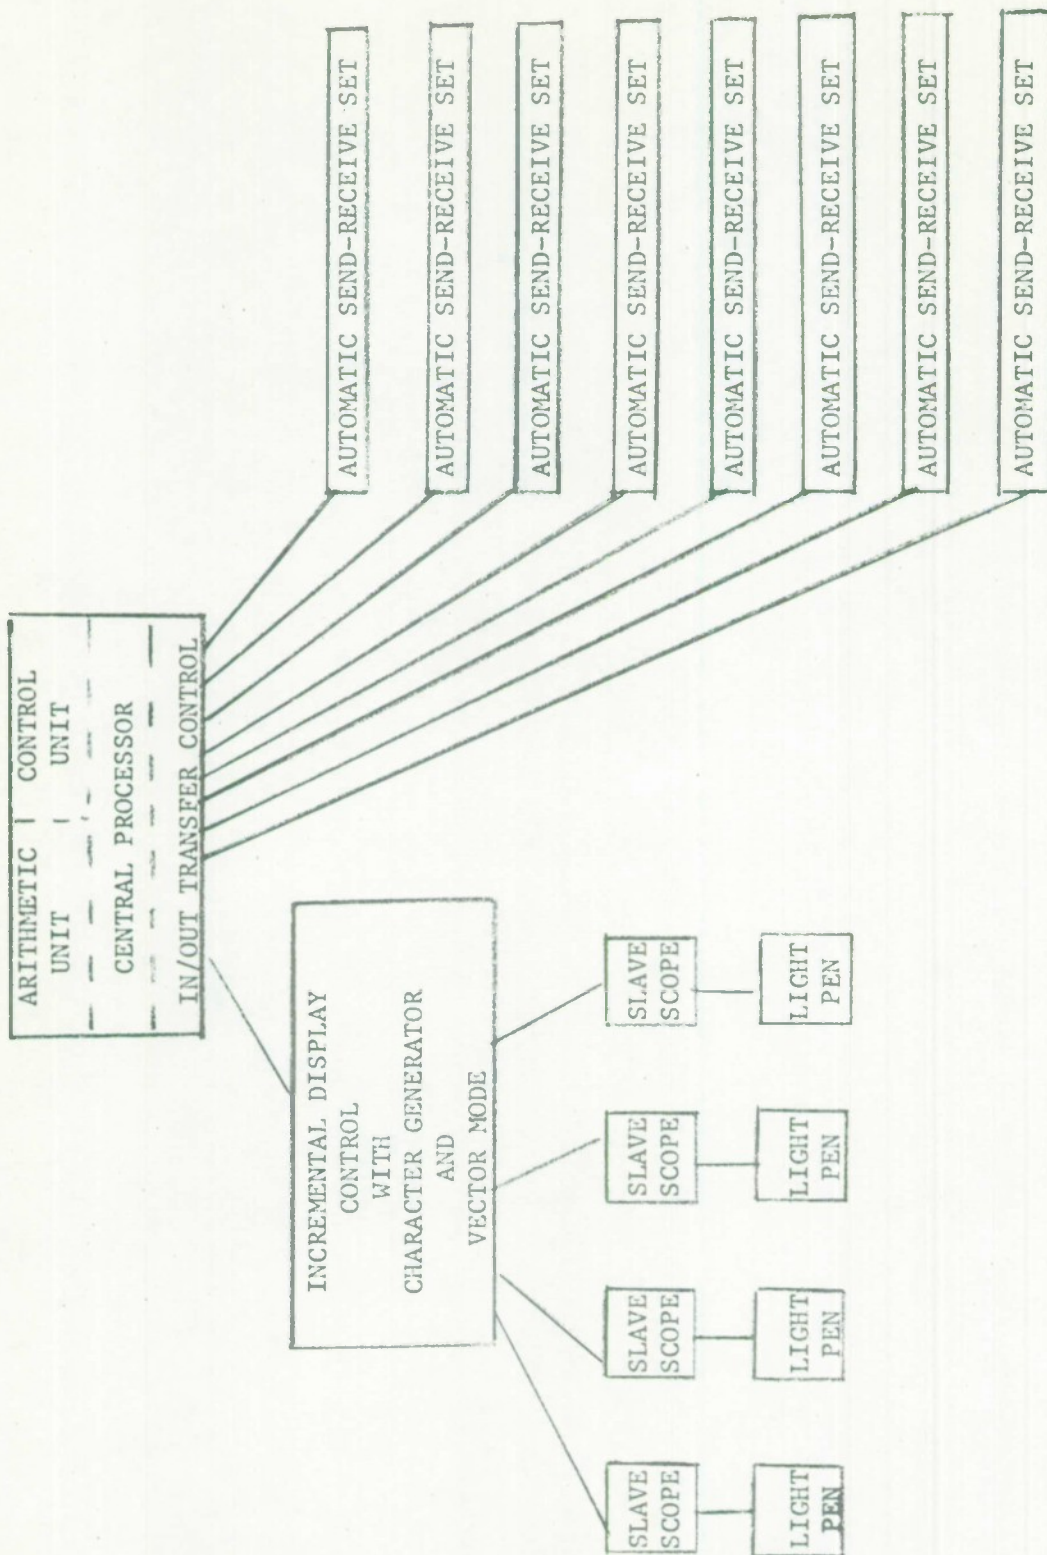 ARITHMETIC CONTROL
UNIT UNIT
CENTRAL PROCESSOR
IN/OUT TRANSFER CONTROL
INCREMENTAL DISPLAY
CONTROL
WITH
CHARACTER GENERATOR
AND
VECTOR MODE
SLAVE
SCOPE
LIGHT
PEN
SLAVE
SCOPE
LIGHT
PEN
SLAVE
SCOPE
LIGHT
PEN
SLAVE
SCOPE
LIGHT
PEN
AUTOMATIC SEND-RECEIVE SET
AUTOMATIC SEND-RECEIVE SET
AUTOMATIC SEND-RECEIVE SET
AUTOMATIC SEND-RECEIVE SET
AUTOMATIC SEND-RECEIVE SET
AUTOMATIC SEND-RECEIVE SET
AUTOMATIC SEND-RECEIVE SET
AUTOMATIC SEND-RECEIVE SET